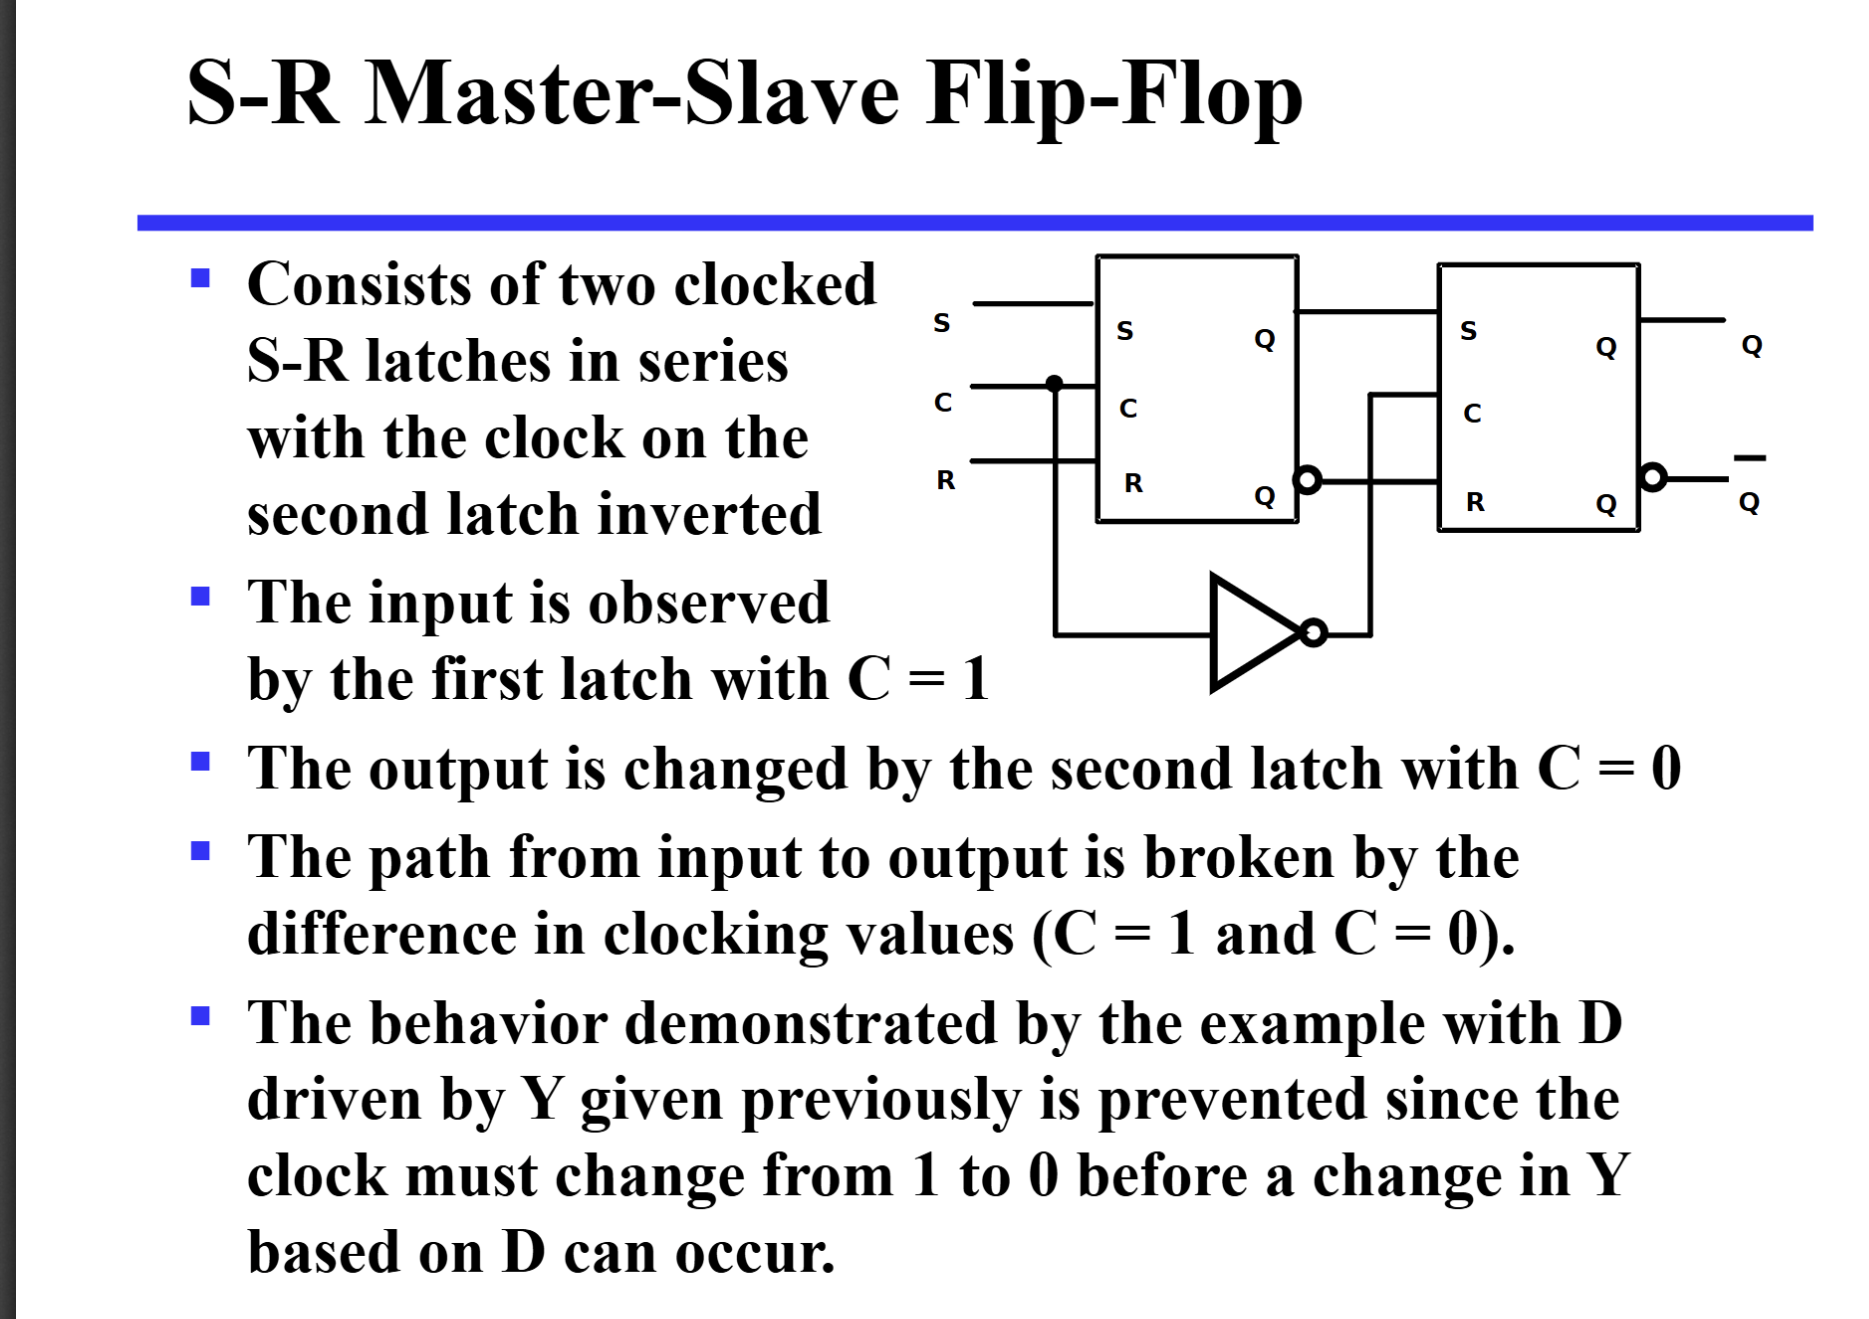 S-R Master-Slave Flip-Flop
▪ Consists of two clocked
S-R latches in series
with the clock on the
second latch inverted
▪ The input is observed
by the first latch with C = 1
▪ The output is changed by the second latch with C = 0
▪ The path from input to output is broken by the
difference in clocking values (C = 1 and C = 0).
▪ The behavior demonstrated by the example with D
driven by Y given previously is prevented since the
clock must change from 1 to 0 before a change in Y
based on D can occur.
S
C
R
S Q
C
R Q
S Q
C
R Q
Q
Q̅